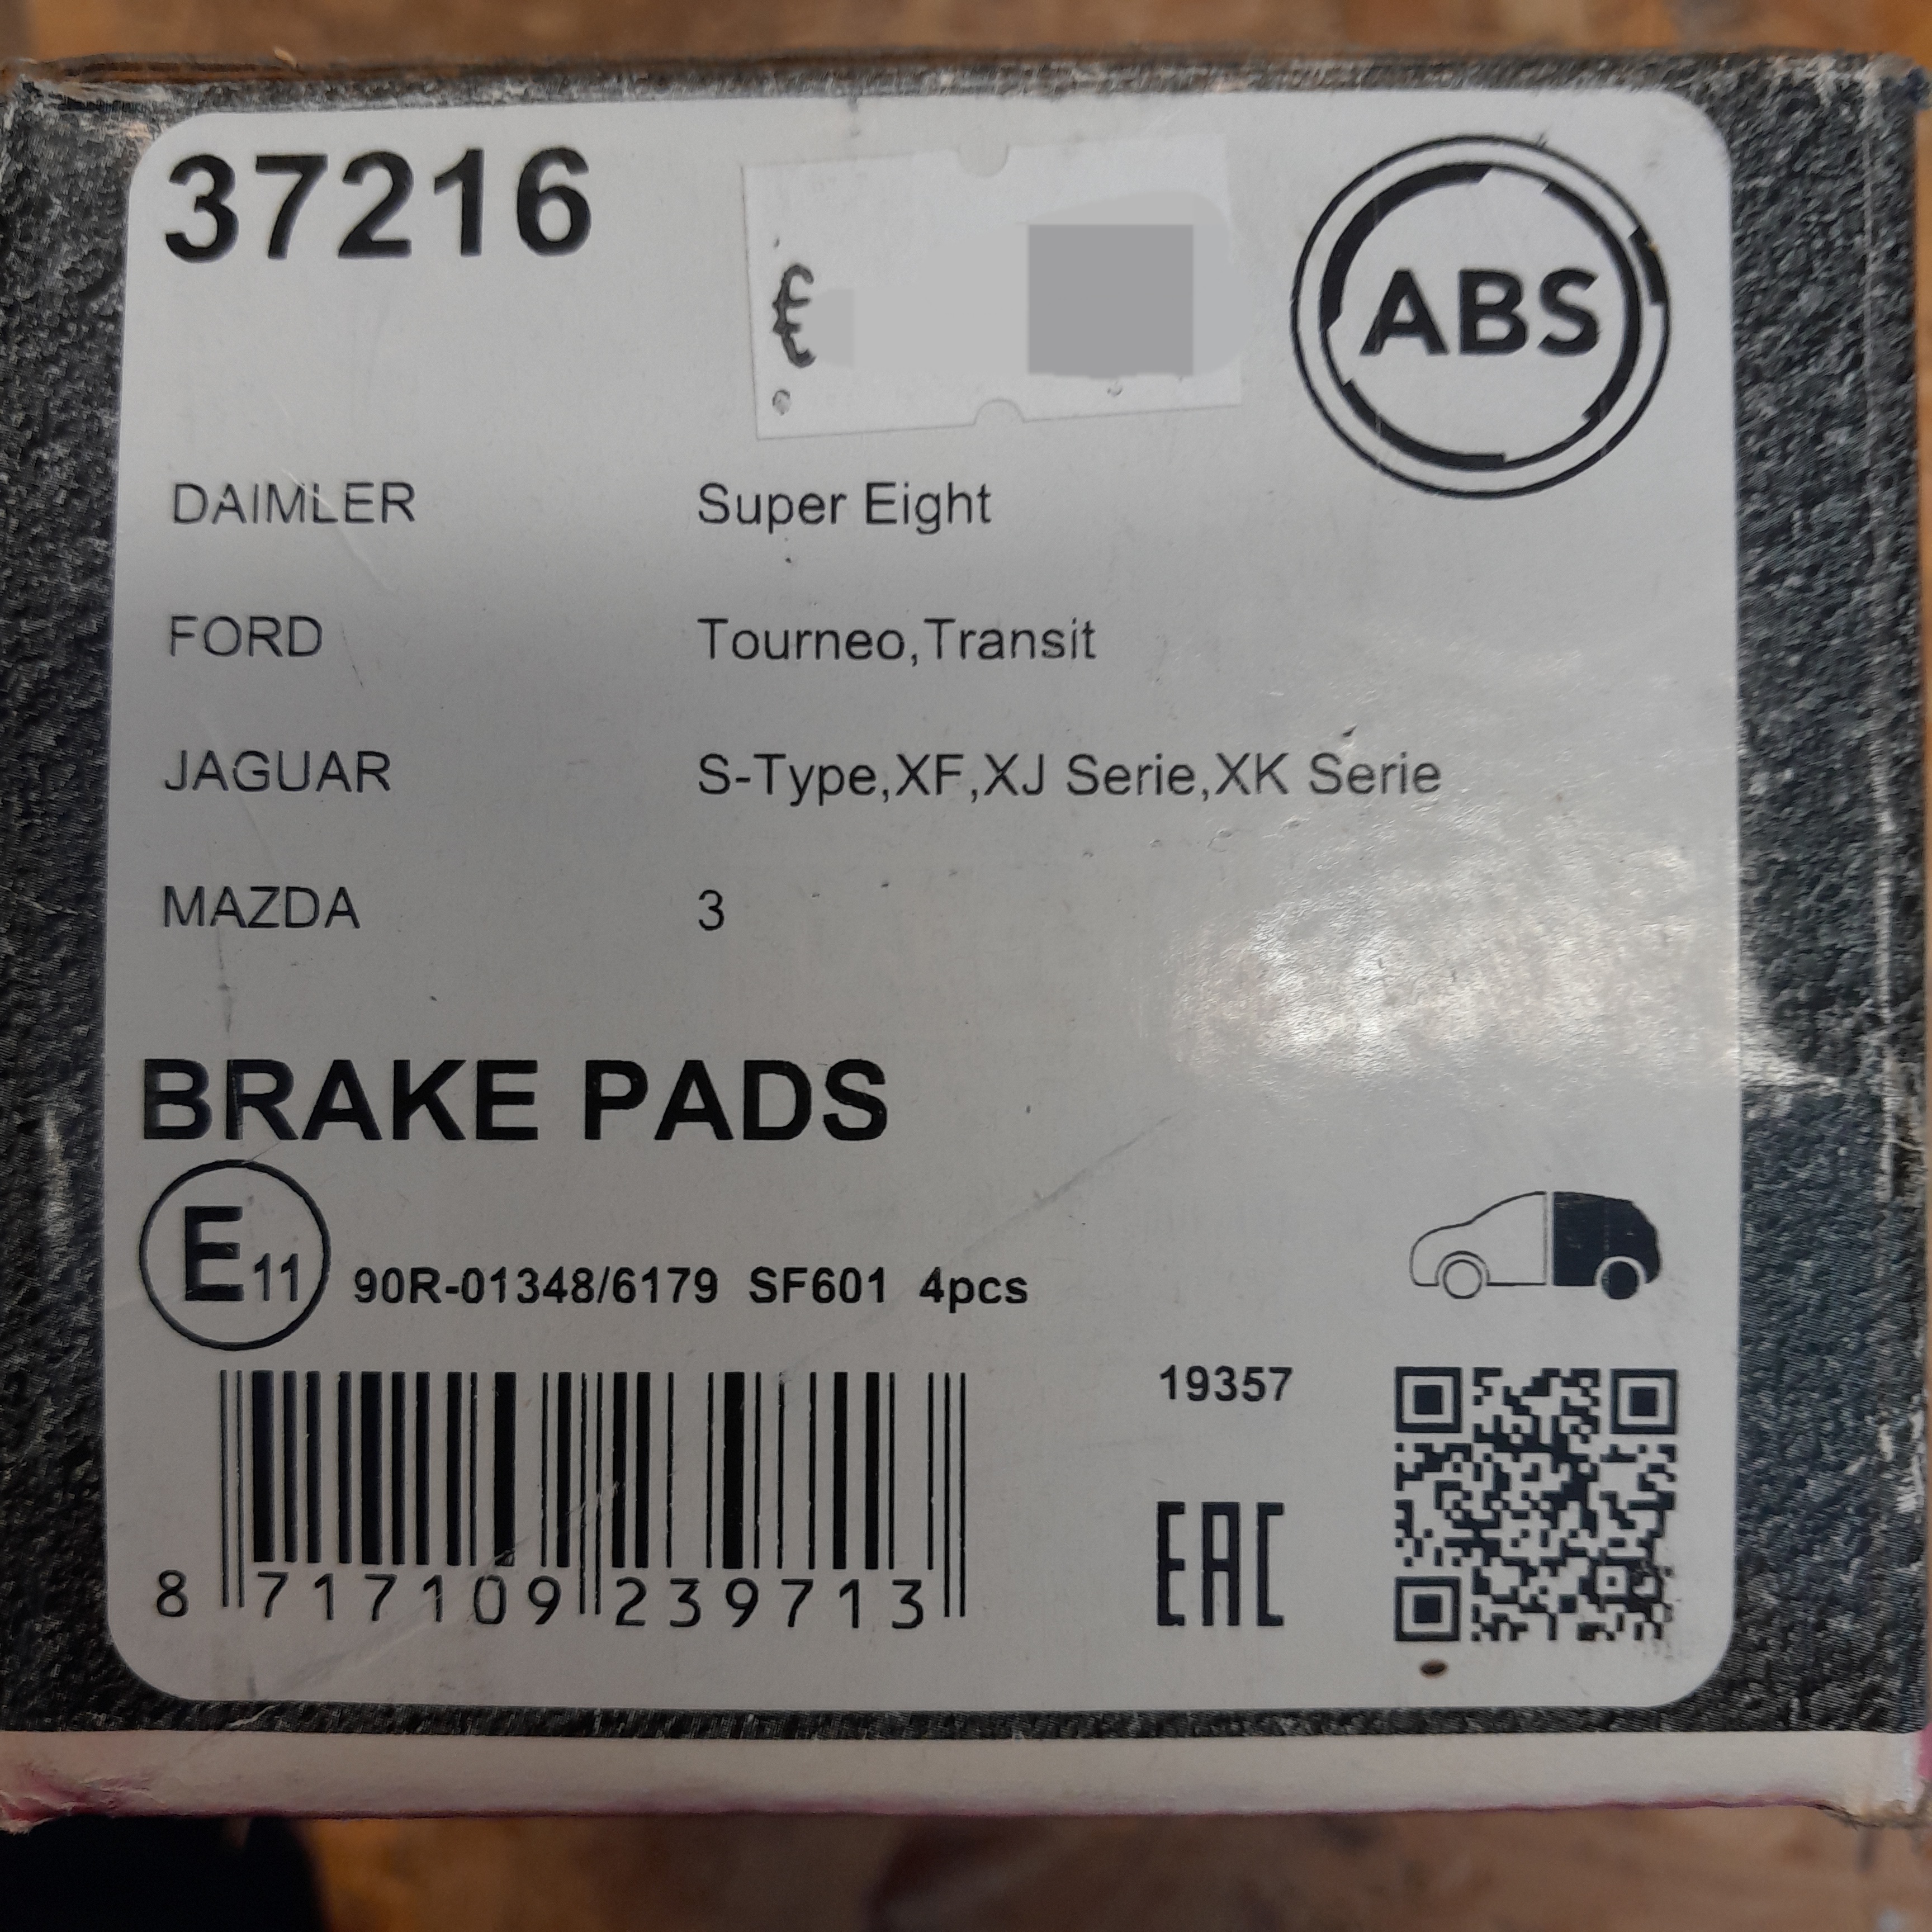 37216
€
ABS
DAIMLER Super Eight
FORD Tourneo,Transit
JAGUAR S-Type,XF,XJ Serie,XK Serie
MAZDA 3
BRAKE PADS
E11 90R-01348/6179 SF601 4pcs
19357
EAC
8 717109 239713